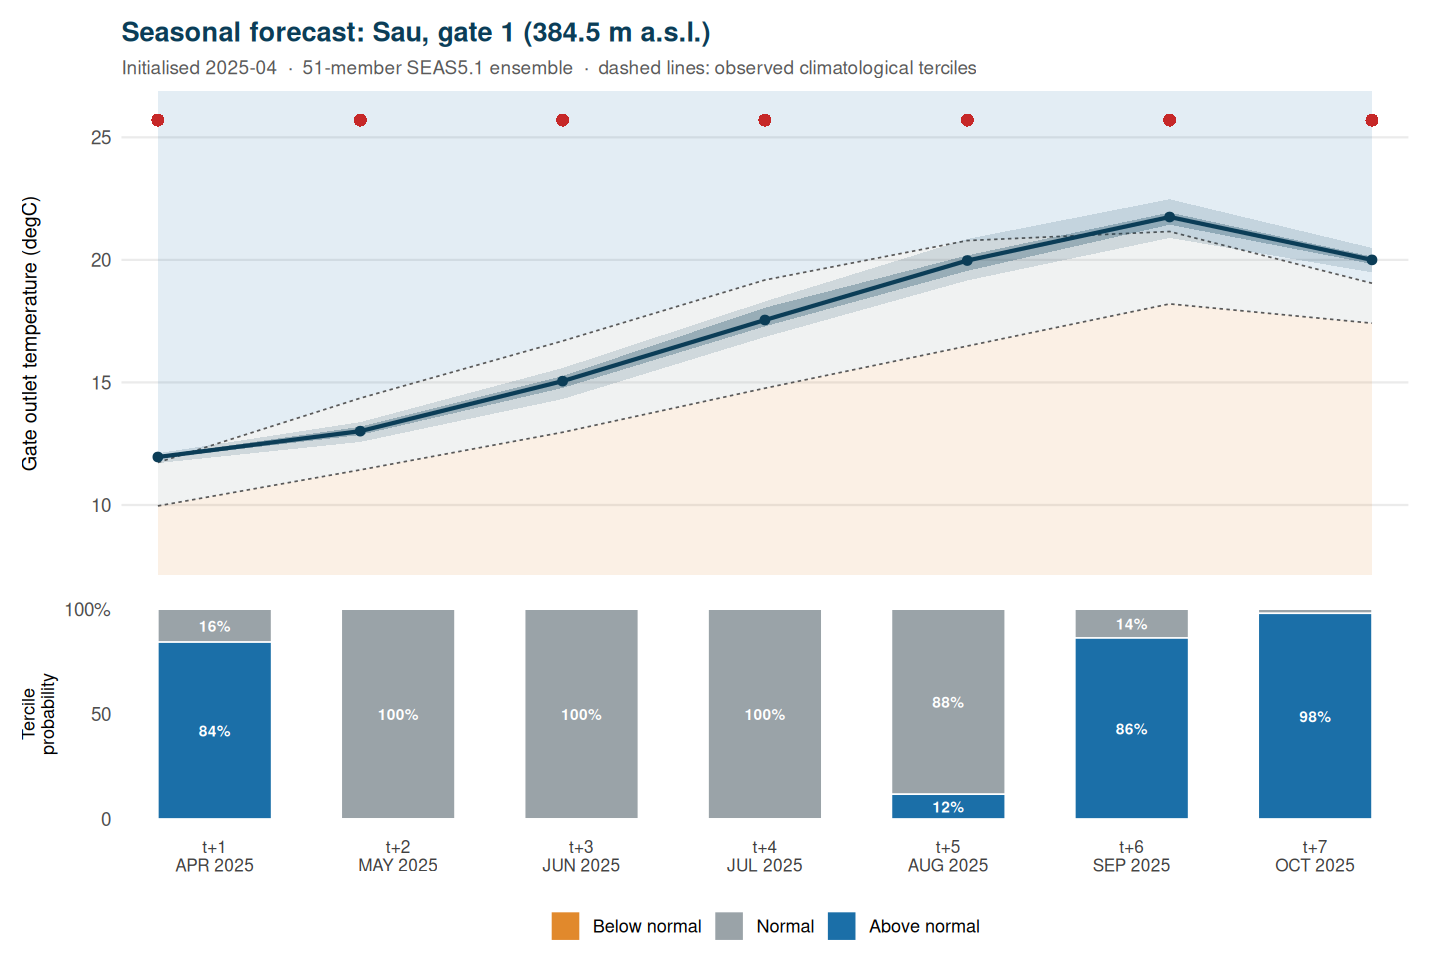 Seasonal forecast: Sau, gate 1 (384.5 m a.s.l.)
Initialised 2025-04 · 51-member SEAS5.1 ensemble · dashed lines: observed climatological terciles
Gate outlet temperature (degC)
25
20
15
10
Tercile
probability
100%
50
0
16%
84%
100%
100%
100%
88%
12%
14%
86%
98%
t+1
APR 2025
t+2
MAY 2025
t+3
JUN 2025
t+4
JUL 2025
t+5
AUG 2025
t+6
SEP 2025
t+7
OCT 2025
Below normal
Normal
Above normal